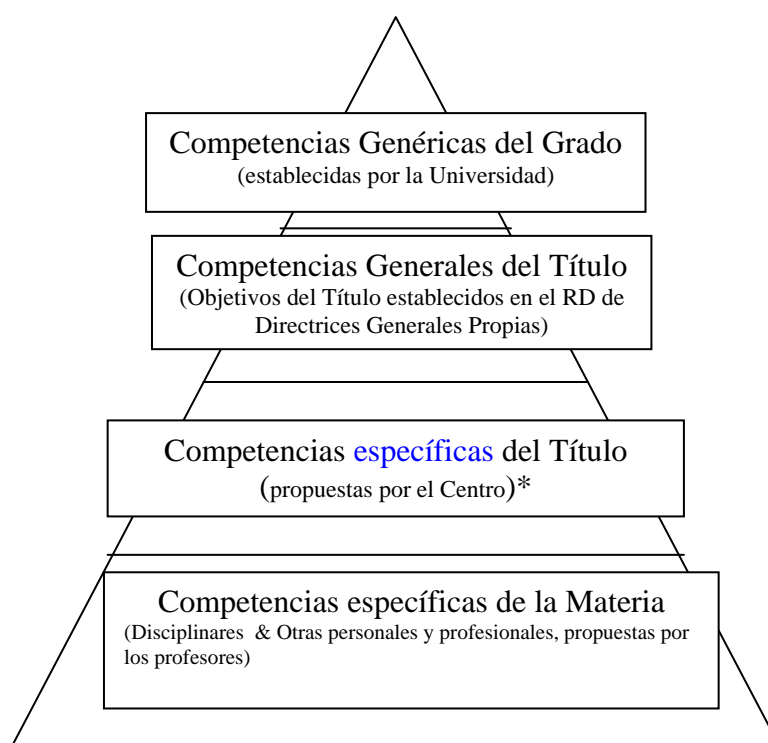 Competencias Genéricas del Grado
(establecidas por la Universidad)
Competencias Generales del Título
(Objetivos del Título establecidos en el RD de
Directrices Generales Propias)
Competencias específicas del Título
(propuestas por el Centro)*
Competencias específicas de la Materia
(Disciplinares & Otras personales y profesionales, propuestas por
los profesores)